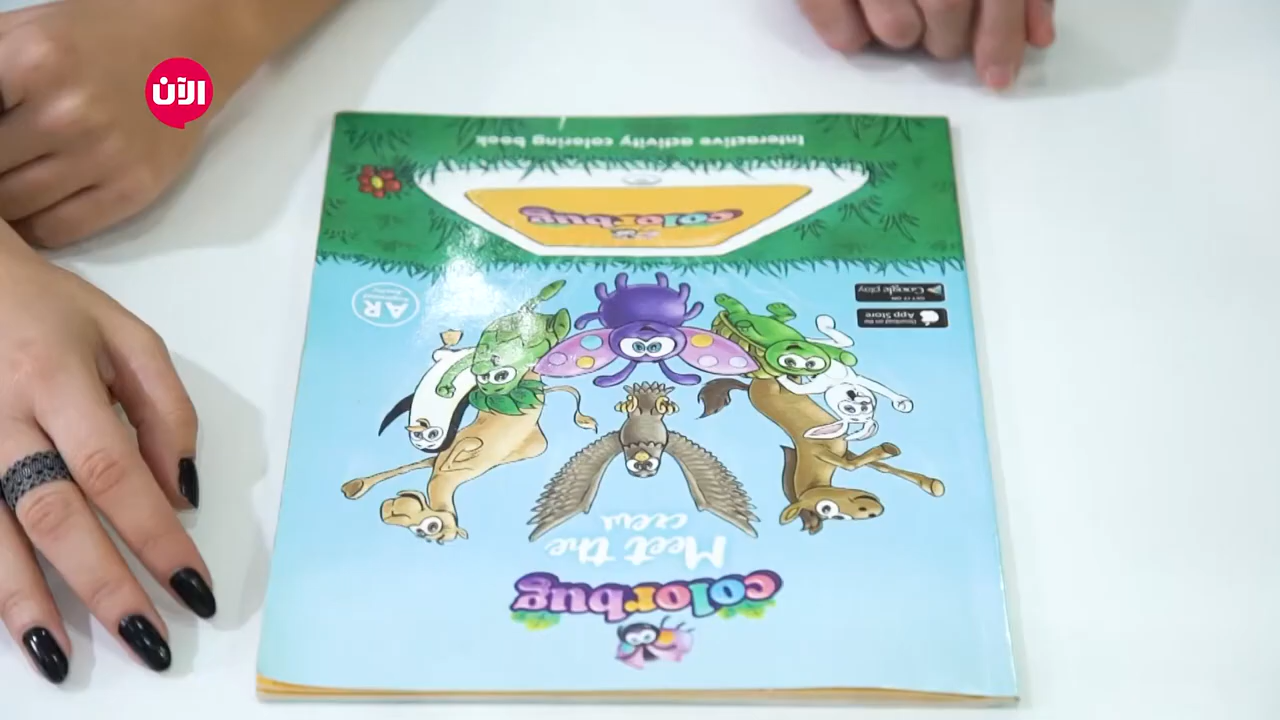 الآن
colorbug
Meet the
crew
Download on the
App Store
GET IT ON
Google play
AR
colorbug
Interactive activity coloring book